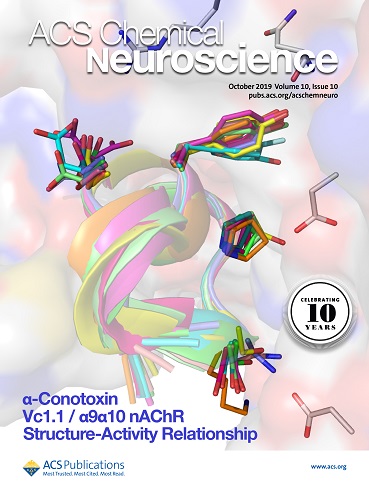 ACS Chemical
Neuroscience
October 2019 Volume 10, Issue 10
pubs.acs.org/acschemneuro
CELEBRATING
10
YEARS
α-Conotoxin
Vc1.1 / α9α10 nAChR
Structure-Activity Relationship
ACS Publications
Most Trusted. Most Cited. Most Read.
www.acs.org